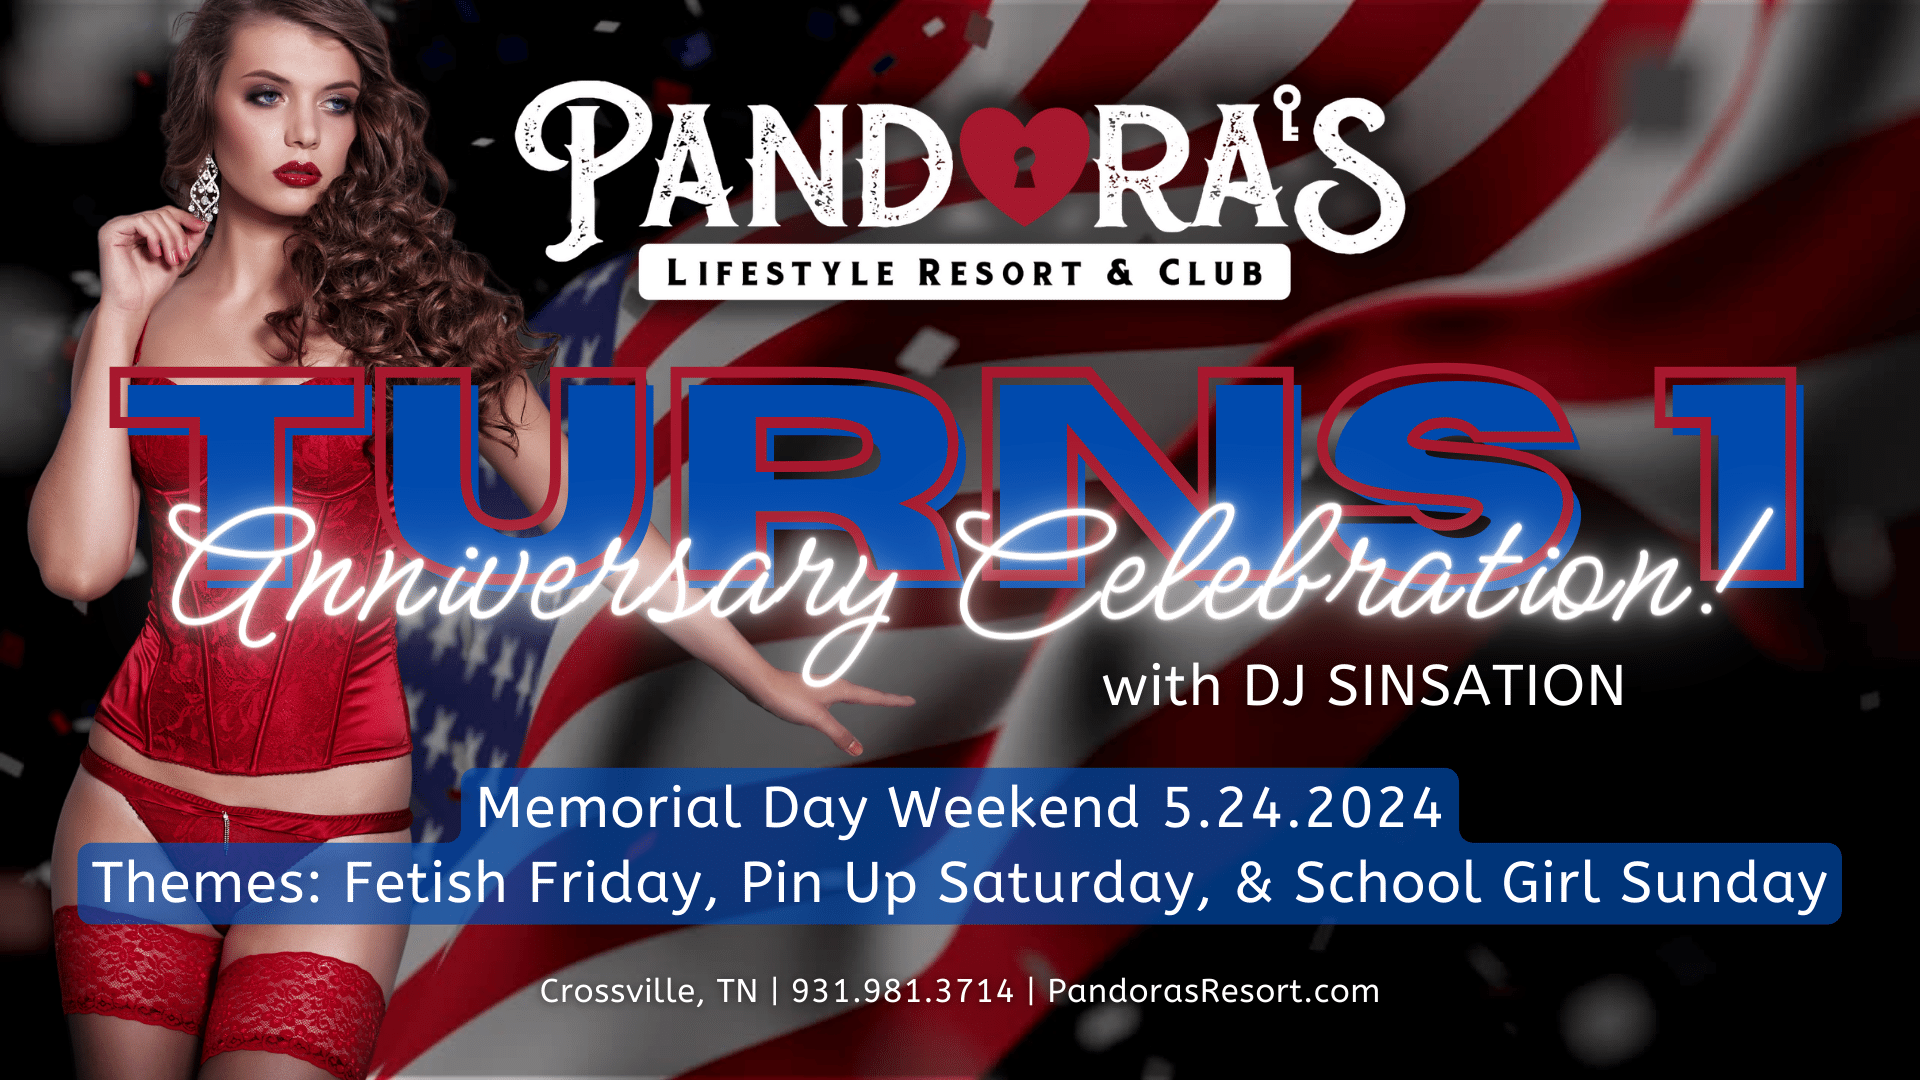 PANDORA'S
LIFESTYLE RESORT & CLUB
TURNS 1
Anniversary Celebration!
with DJ SINSATION
Memorial Day Weekend 5.24.2024
Themes: Fetish Friday, Pin Up Saturday, & School Girl Sunday
Crossville, TN | 931.981.3714 | PandorasResort.com